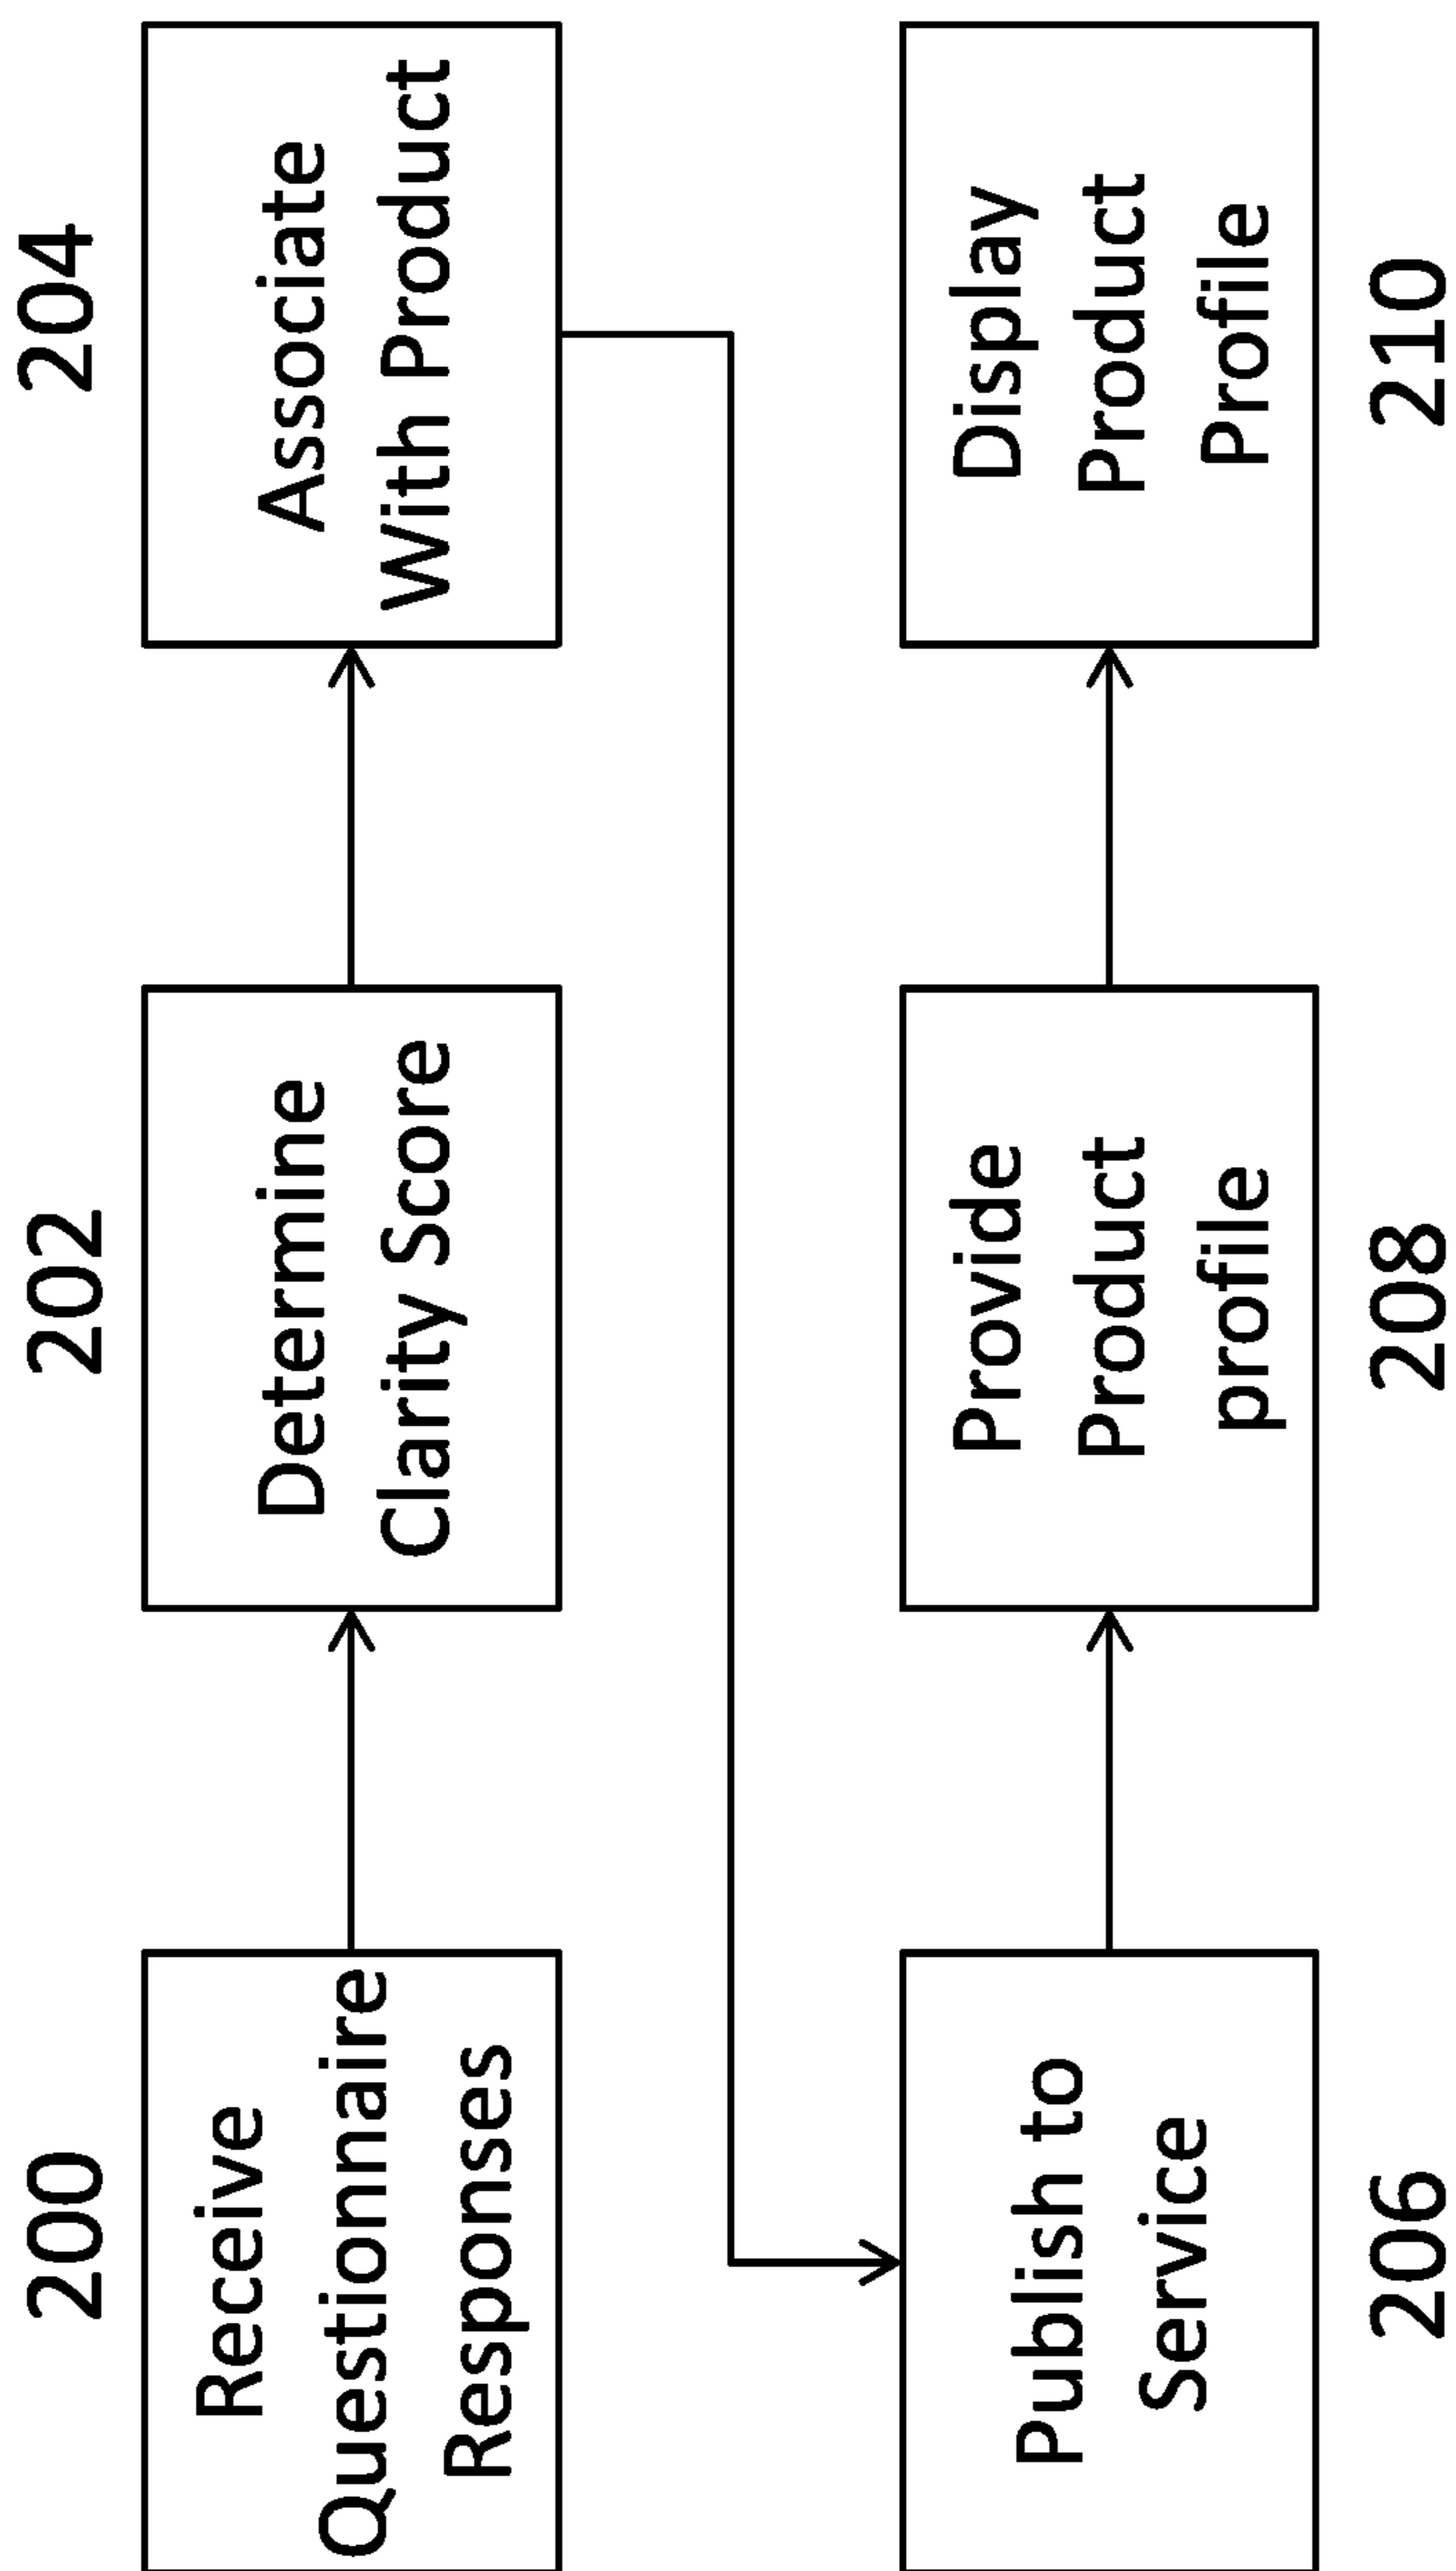 200
Receive
Questionnaire
Responses
202
Determine
Clarity Score
204
Associate
With Product
Publish to
Service
206
Provide
Product
profile
208
Display
Product
Profile
210